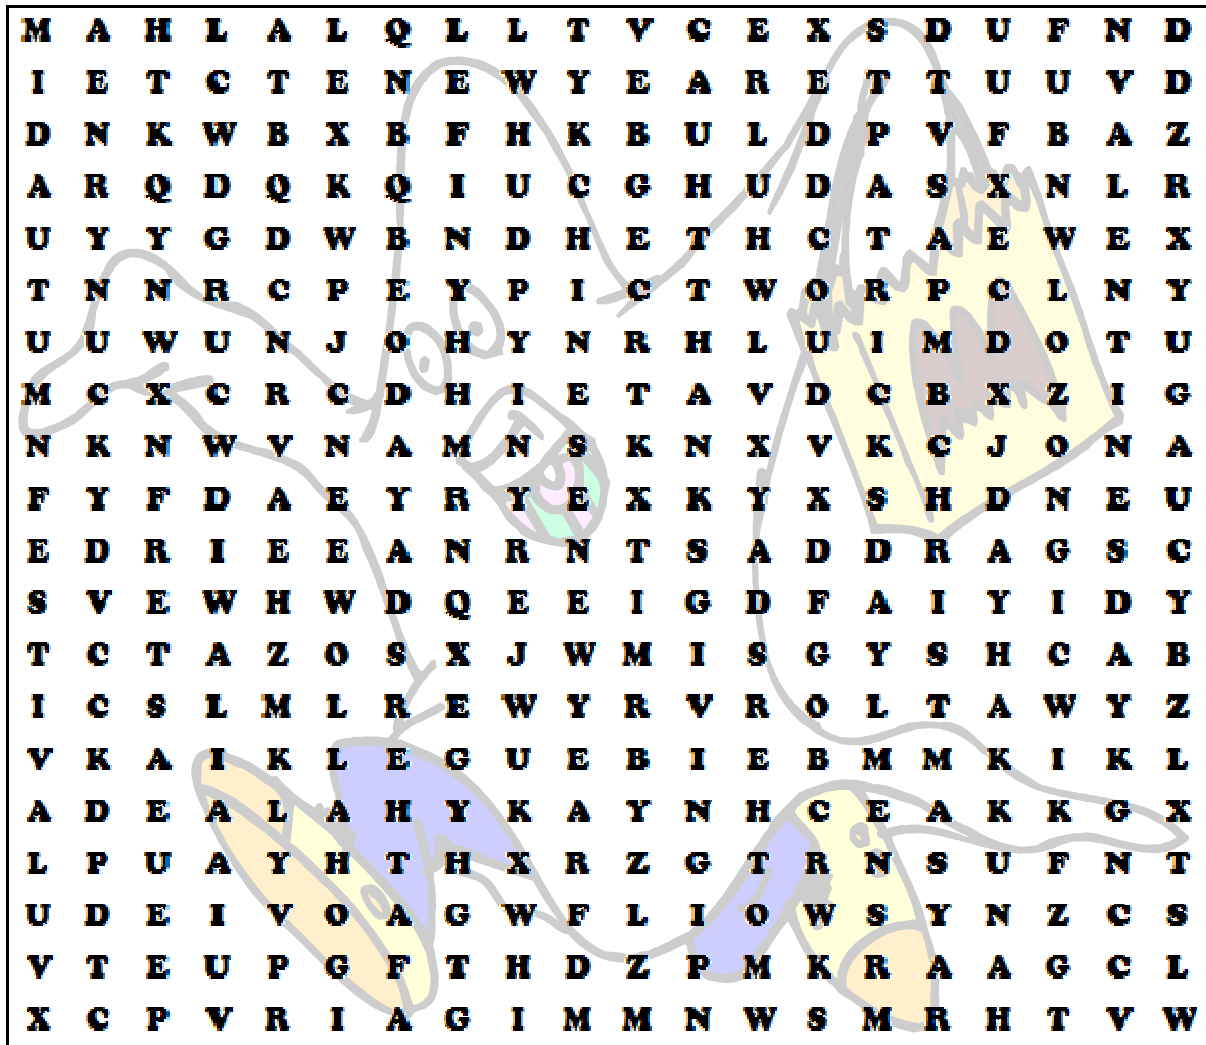 M A H L A L Q L L T V C E X S D U F N D
I E T C T E N E W Y E A R E T T U U V D
D N K W B X B F H K B U L D P V F B A Z
A R Q D Q K Q I U C G H U D A S X N L R
U Y Y G D W B N D H E T H C T A E W E X
T N N R C P E Y P I C T W O R P C L N Y
U U W U N J O H Y N R H L U I M D O T U
M C X C R C D H I E T A V D C B X Z I G
N K N W V N A M N S K N X V K C J O N A
F Y F D A E Y R Y E X K Y X S H D N E U
E D R I E E A N R N T S A D D R A G S C
S V E W H W D Q E E I G D F A I Y I D Y
T C T A Z O S X J W M I S G Y S H C A B
I C S L M L R E W Y R V R O L T A W Y Z
V K A I K L E G U E B I E B M M K I K L
A D E A L A H Y K A Y N H C E A K K G X
L P U A Y H T H X R Z G T R N S U F N T
U D E I V O A G W F L I O W S Y N Z C S
V T E U P G F T H D Z P M K R A A G C L
X C P V R I A G I M M N W S M R H T V W